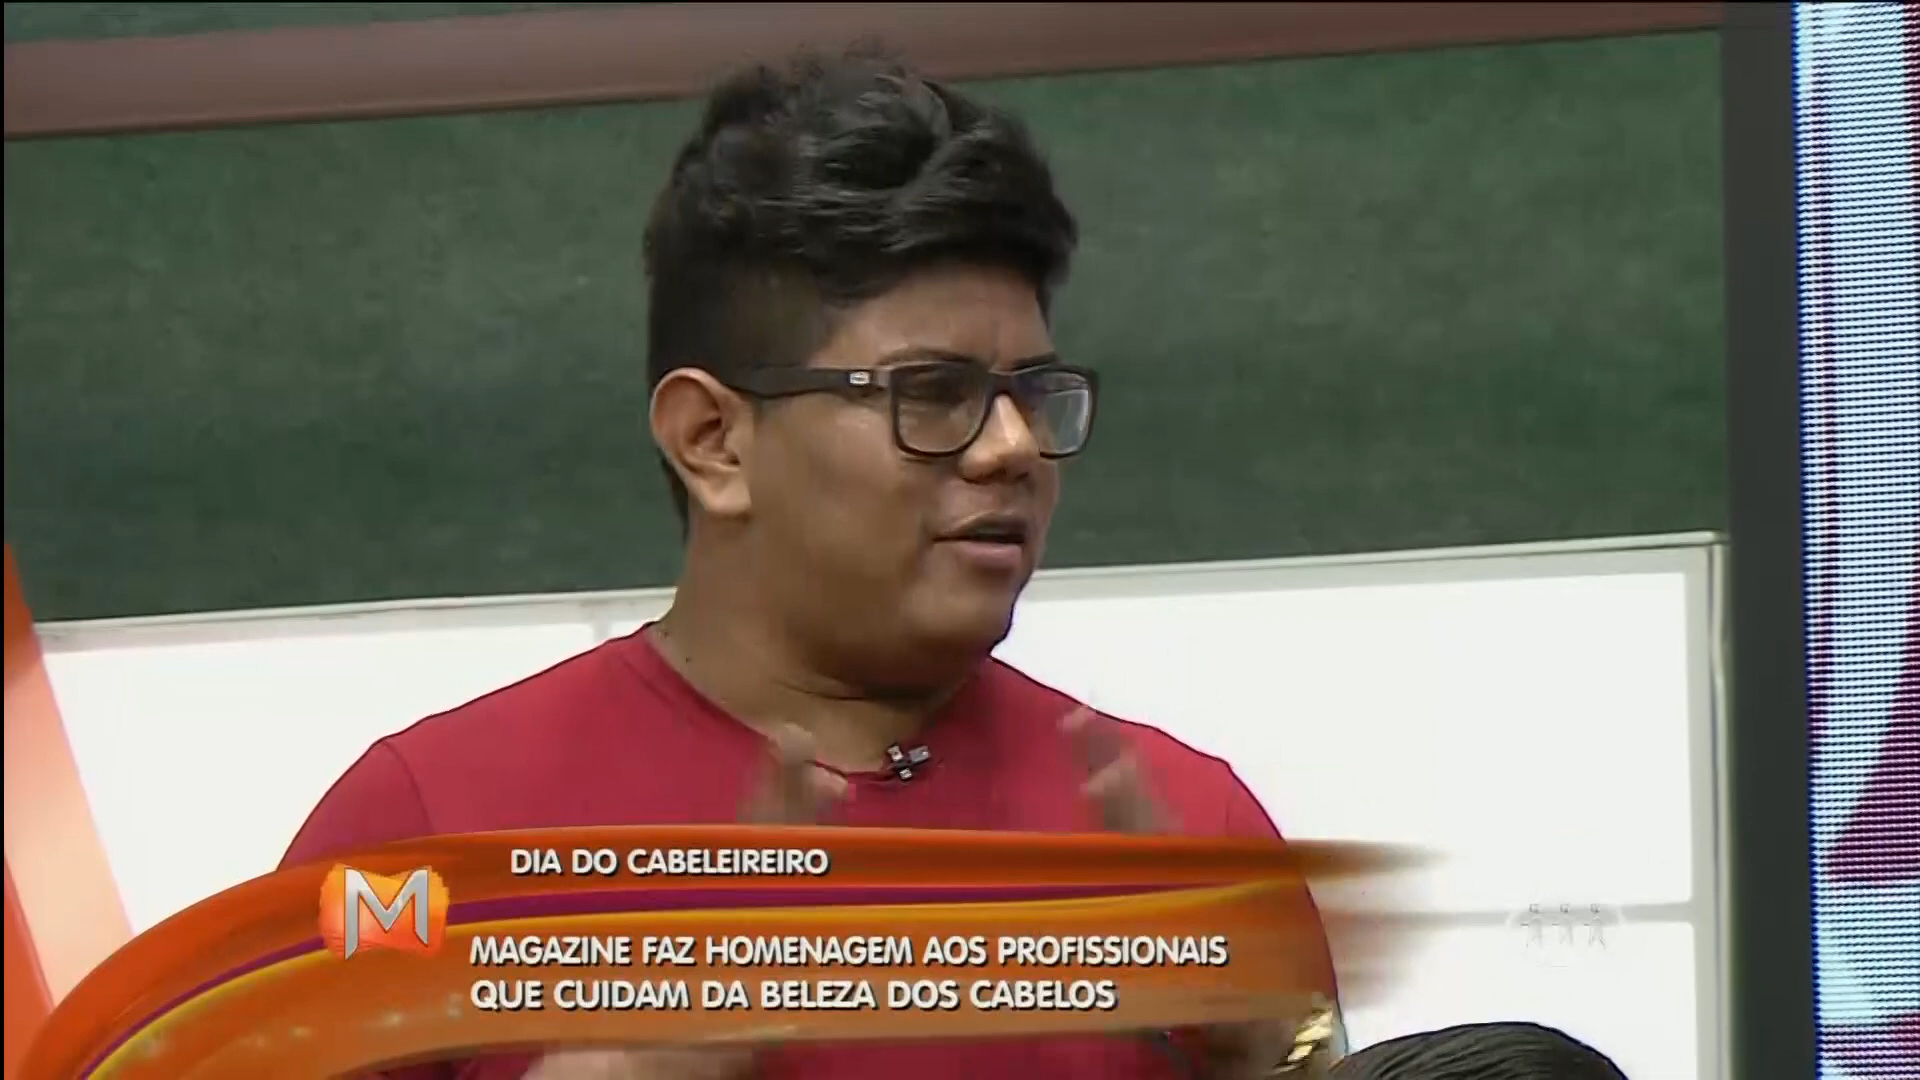 DIA DO CABELEIREIRO
M
MAGAZINE FAZ HOMENAGEM AOS PROFISSIONAIS
QUE CUIDAM DA BELEZA DOS CABELOS